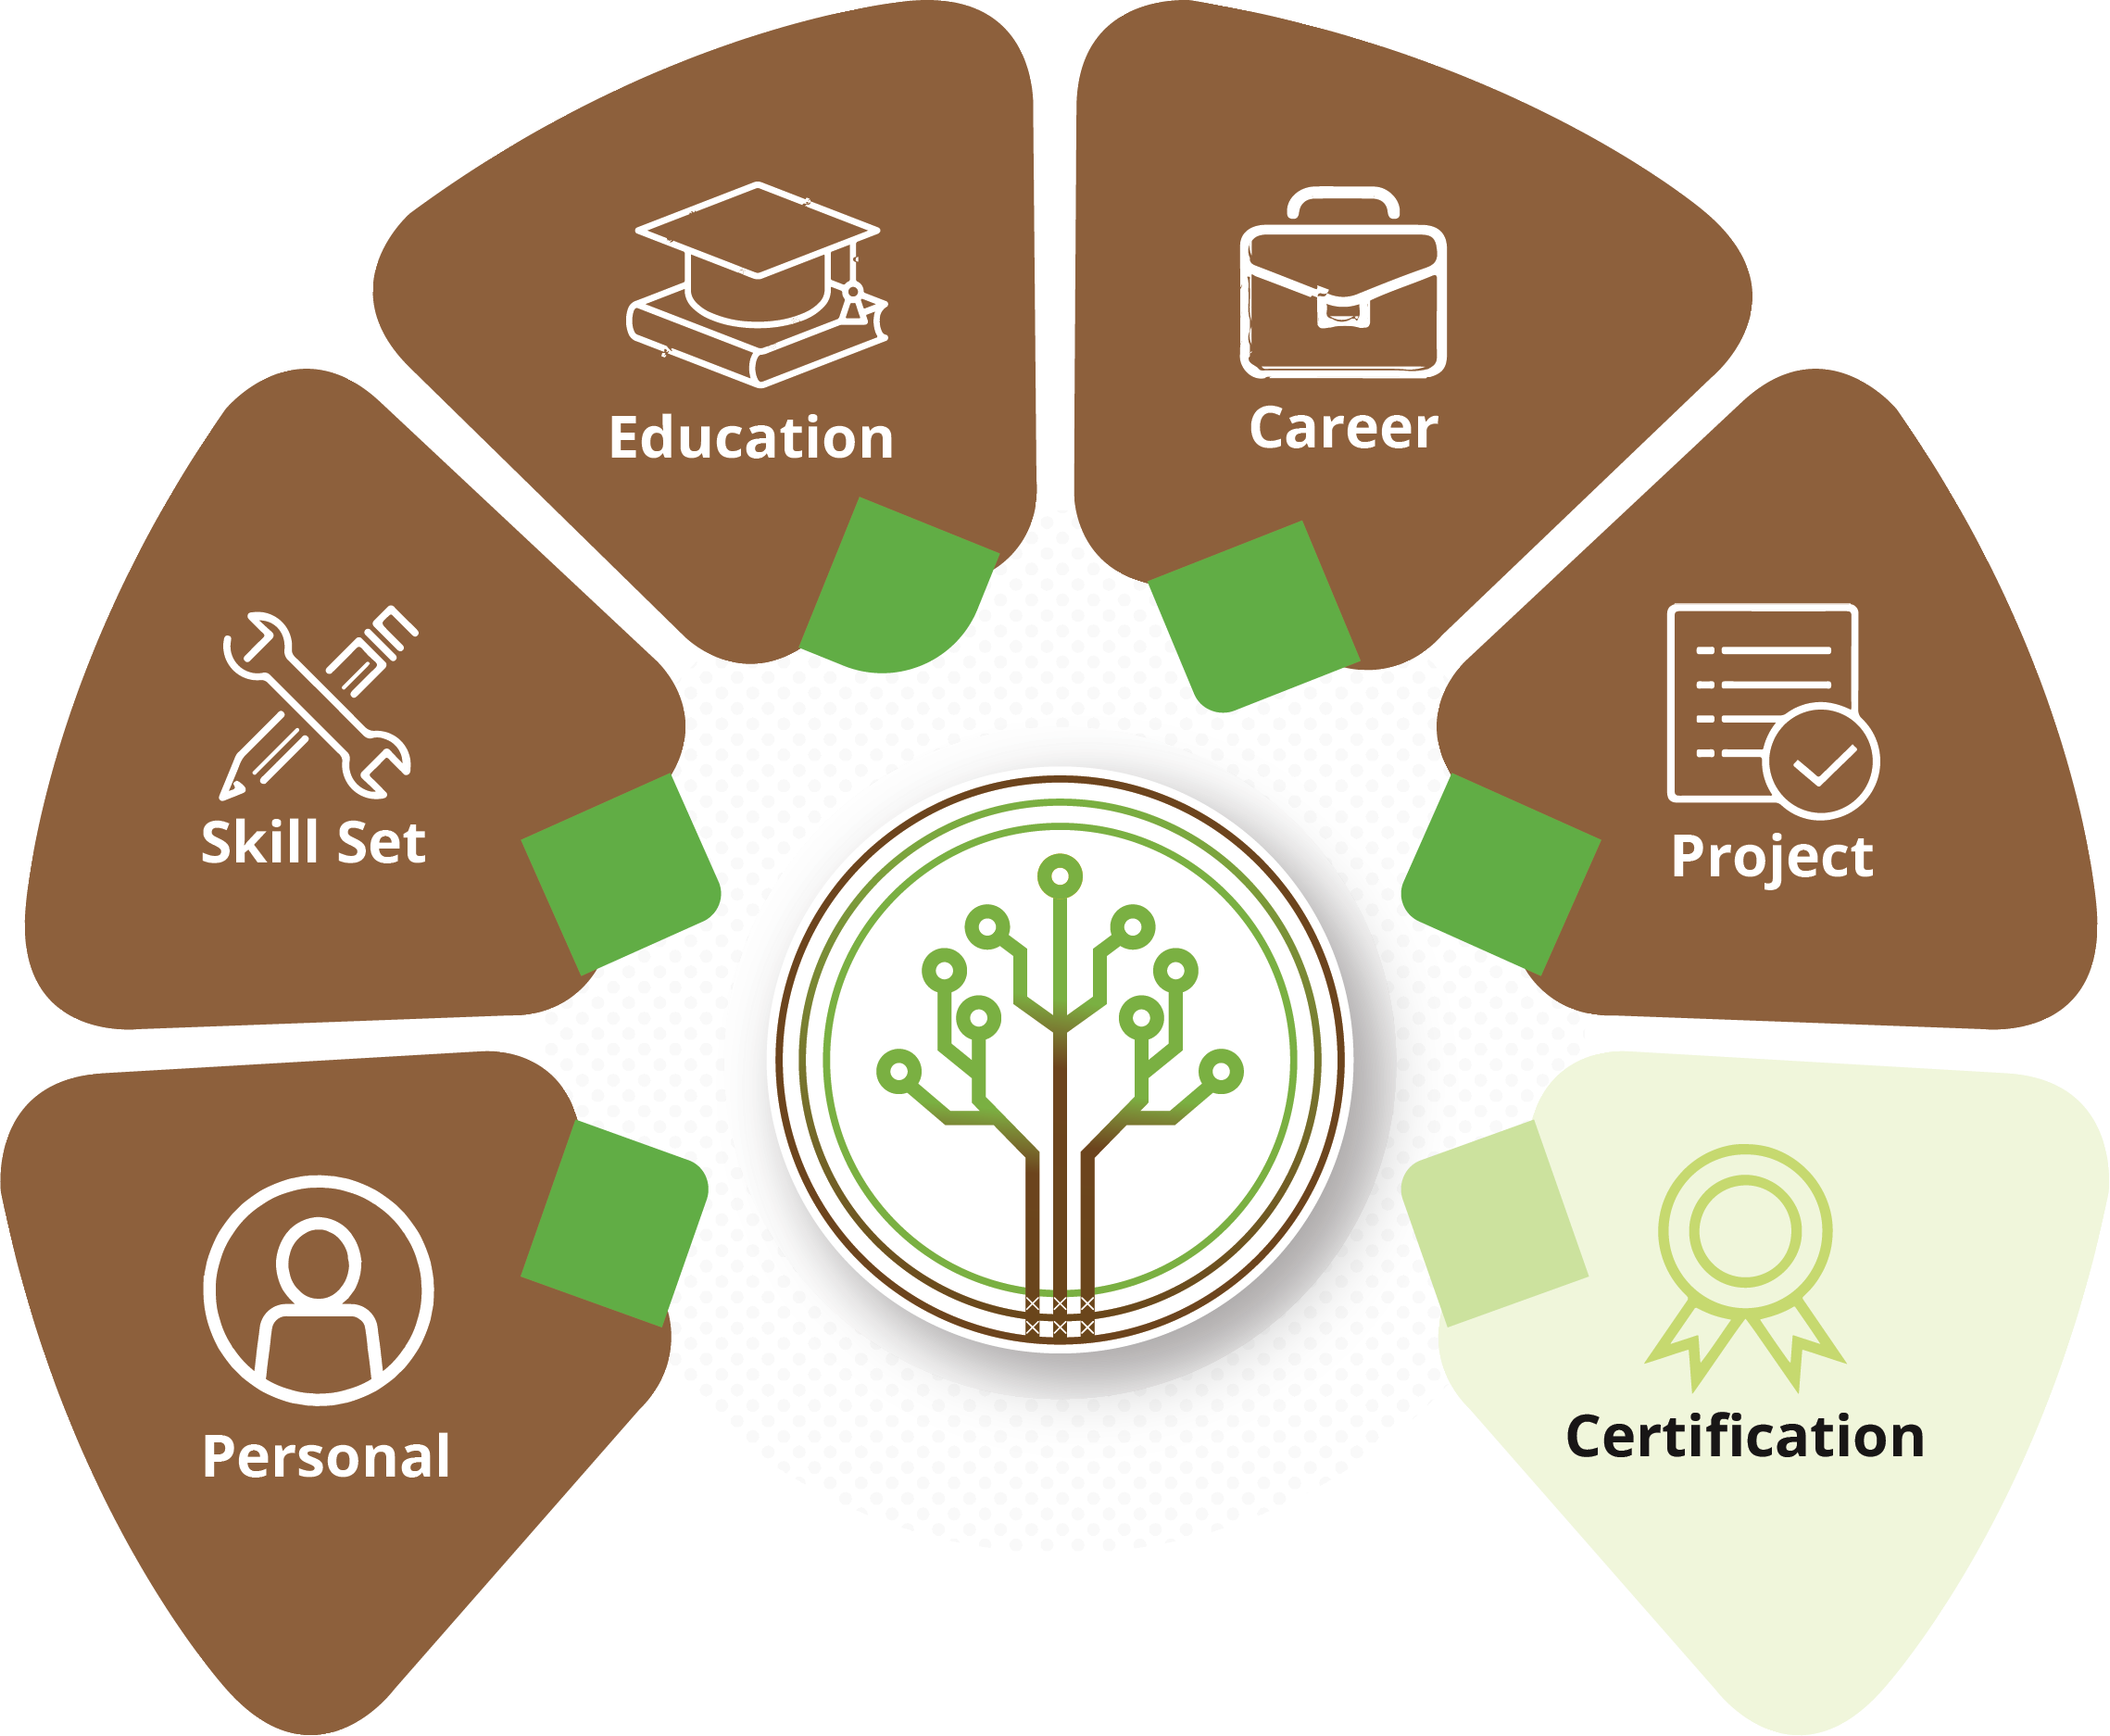 Education
Career
Skill Set
Project
Personal
Certification